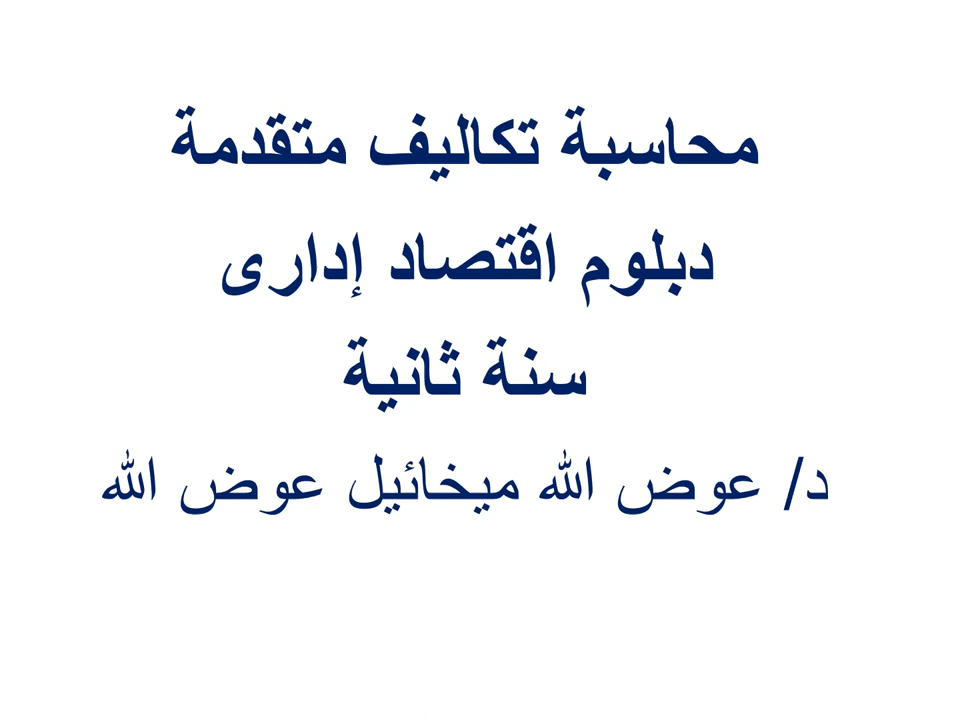 محاسبة تكاليف متقدمة
دبلوم اقتصاد إدارى
سنة ثانية
د/ عوض الله ميخائيل عوض الله